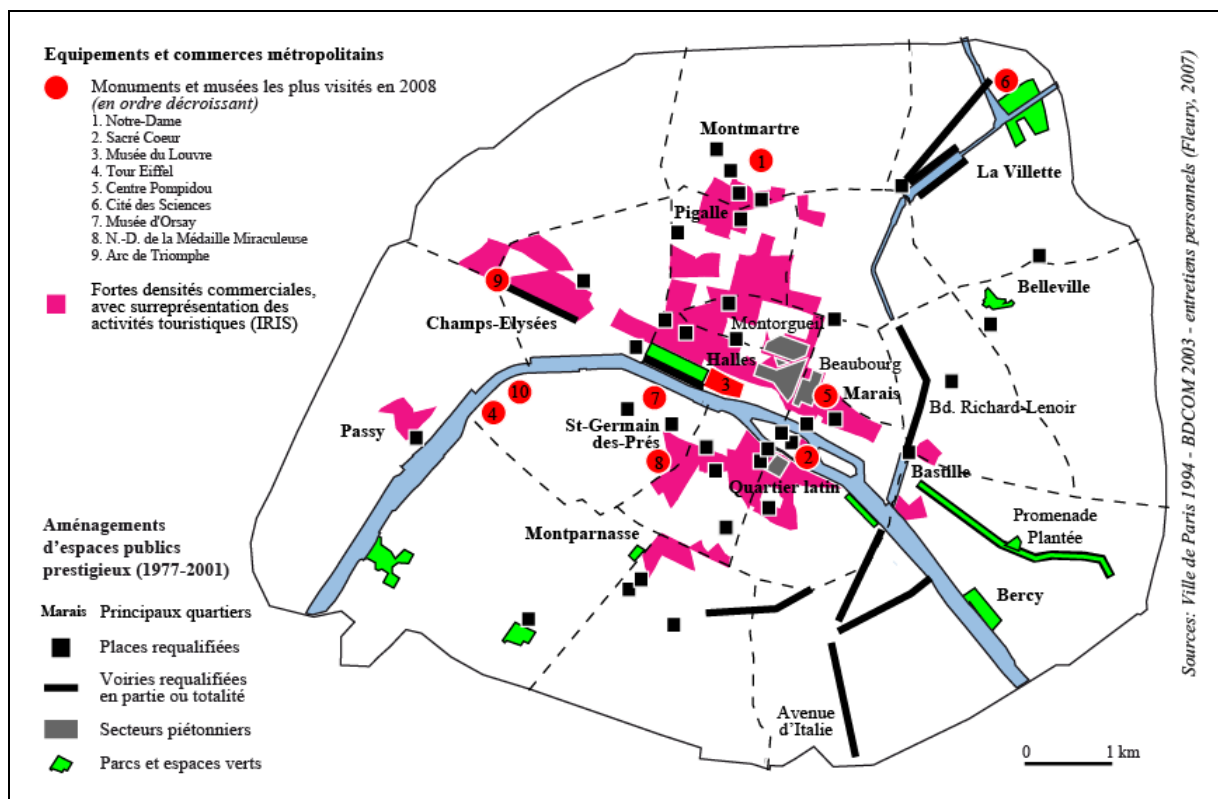 Equipements et commerces métropolitains
Monuments et musées les plus visités en 2008
(en ordre décroissant)
1. Notre-Dame
2. Sacré Coeur
3. Musée du Louvre
4. Tour Eiffel
5. Centre Pompidou
6. Cité des Sciences
7. Musée d'Orsay
8. N.-D. de la Médaille Miraculeuse
9. Arc de Triomphe
Fortes densités commerciales,
avec surreprésentation des
activités touristiques (IRIS)
Aménagements
d'espaces publics
prestigieux (1977-2001)
Marais Principaux quartiers
Places requalifiées
Voiries requalifiées
en partie ou totalité
Secteurs piétonniers
Parcs et espaces verts
6
Montmartre
1
La Villette
Pigalle
9
Belleville
Champs-Elysées
Montorgueil
Halles
Beaubourg
3
5
Marais
10
4
7
Bd. Richard-Lenoir
Passy
St-Germain
des-Prés
8
2
Bastille
Quartier latin
Promenade
Plantée
Montparnasse
Bercy
Avenue
d'Italie
0 1 km
Sources: Ville de Paris 1994 - BDCOM 2003 - entretiens personnels (Fleury, 2007)